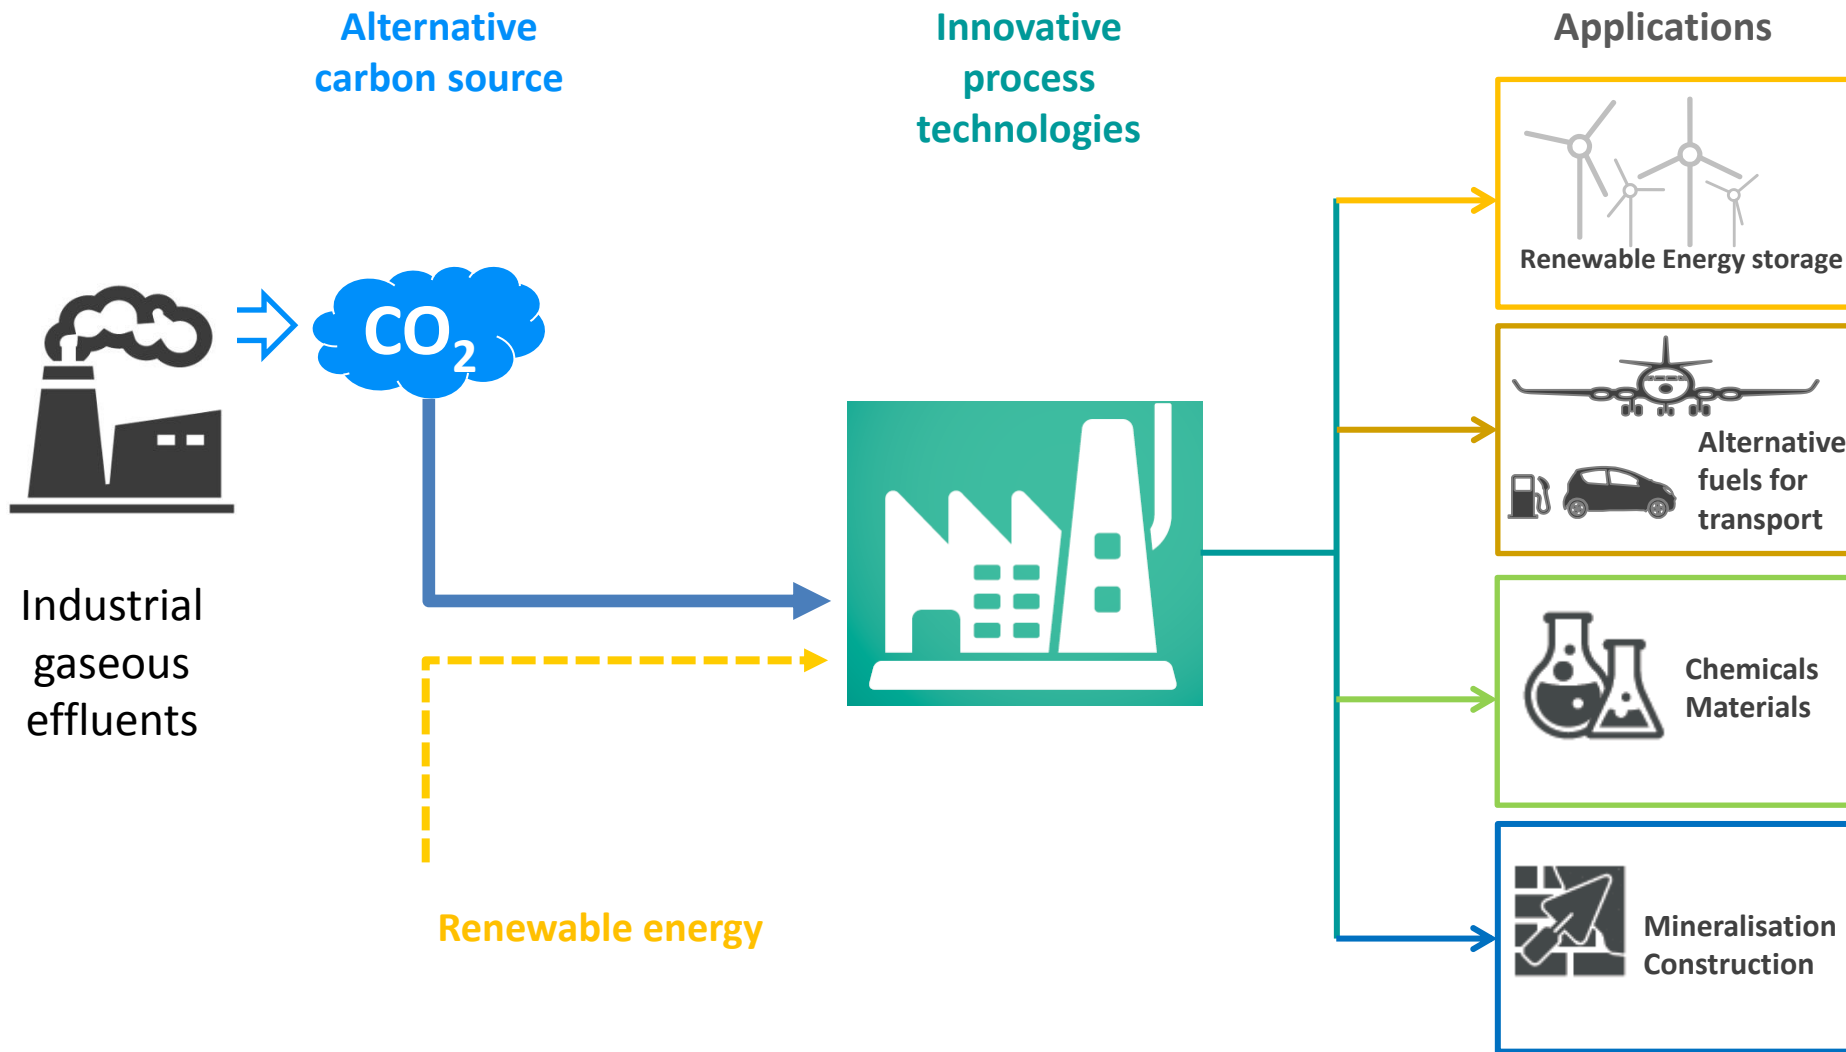 Alternative
carbon source
Innovative
process
technologies
Applications
CO₂
Industrial
gaseous
effluents
Renewable energy
Renewable Energy storage
Alternative
fuels for
transport
Chemicals
Materials
Mineralisation
Construction